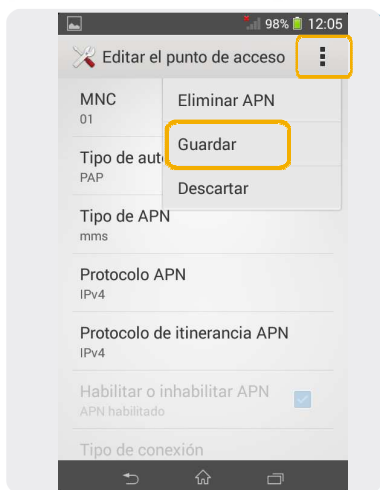 98% 12:05
Editar el punto de acceso
MNC
01
Eliminar APN
Guardar
Tipo de aut
PAP
Descartar
Tipo de APN
mms
Protocolo APN
IPv4
Protocolo de itinerancia APN
IPv4
Habilitar o inhabilitar APN
APN habilitado
Tipo de conexión